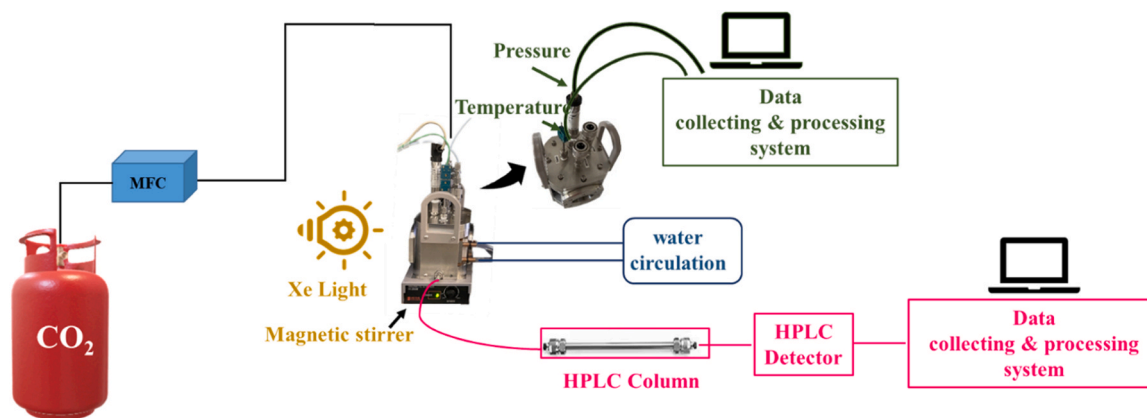 Pressure
Temperature
Data
collecting & processing
system
MFC
CO₂
Xe Light
Magnetic stirrer
water
circulation
HPLC Column
HPLC
Detector
Data
collecting & processing
system